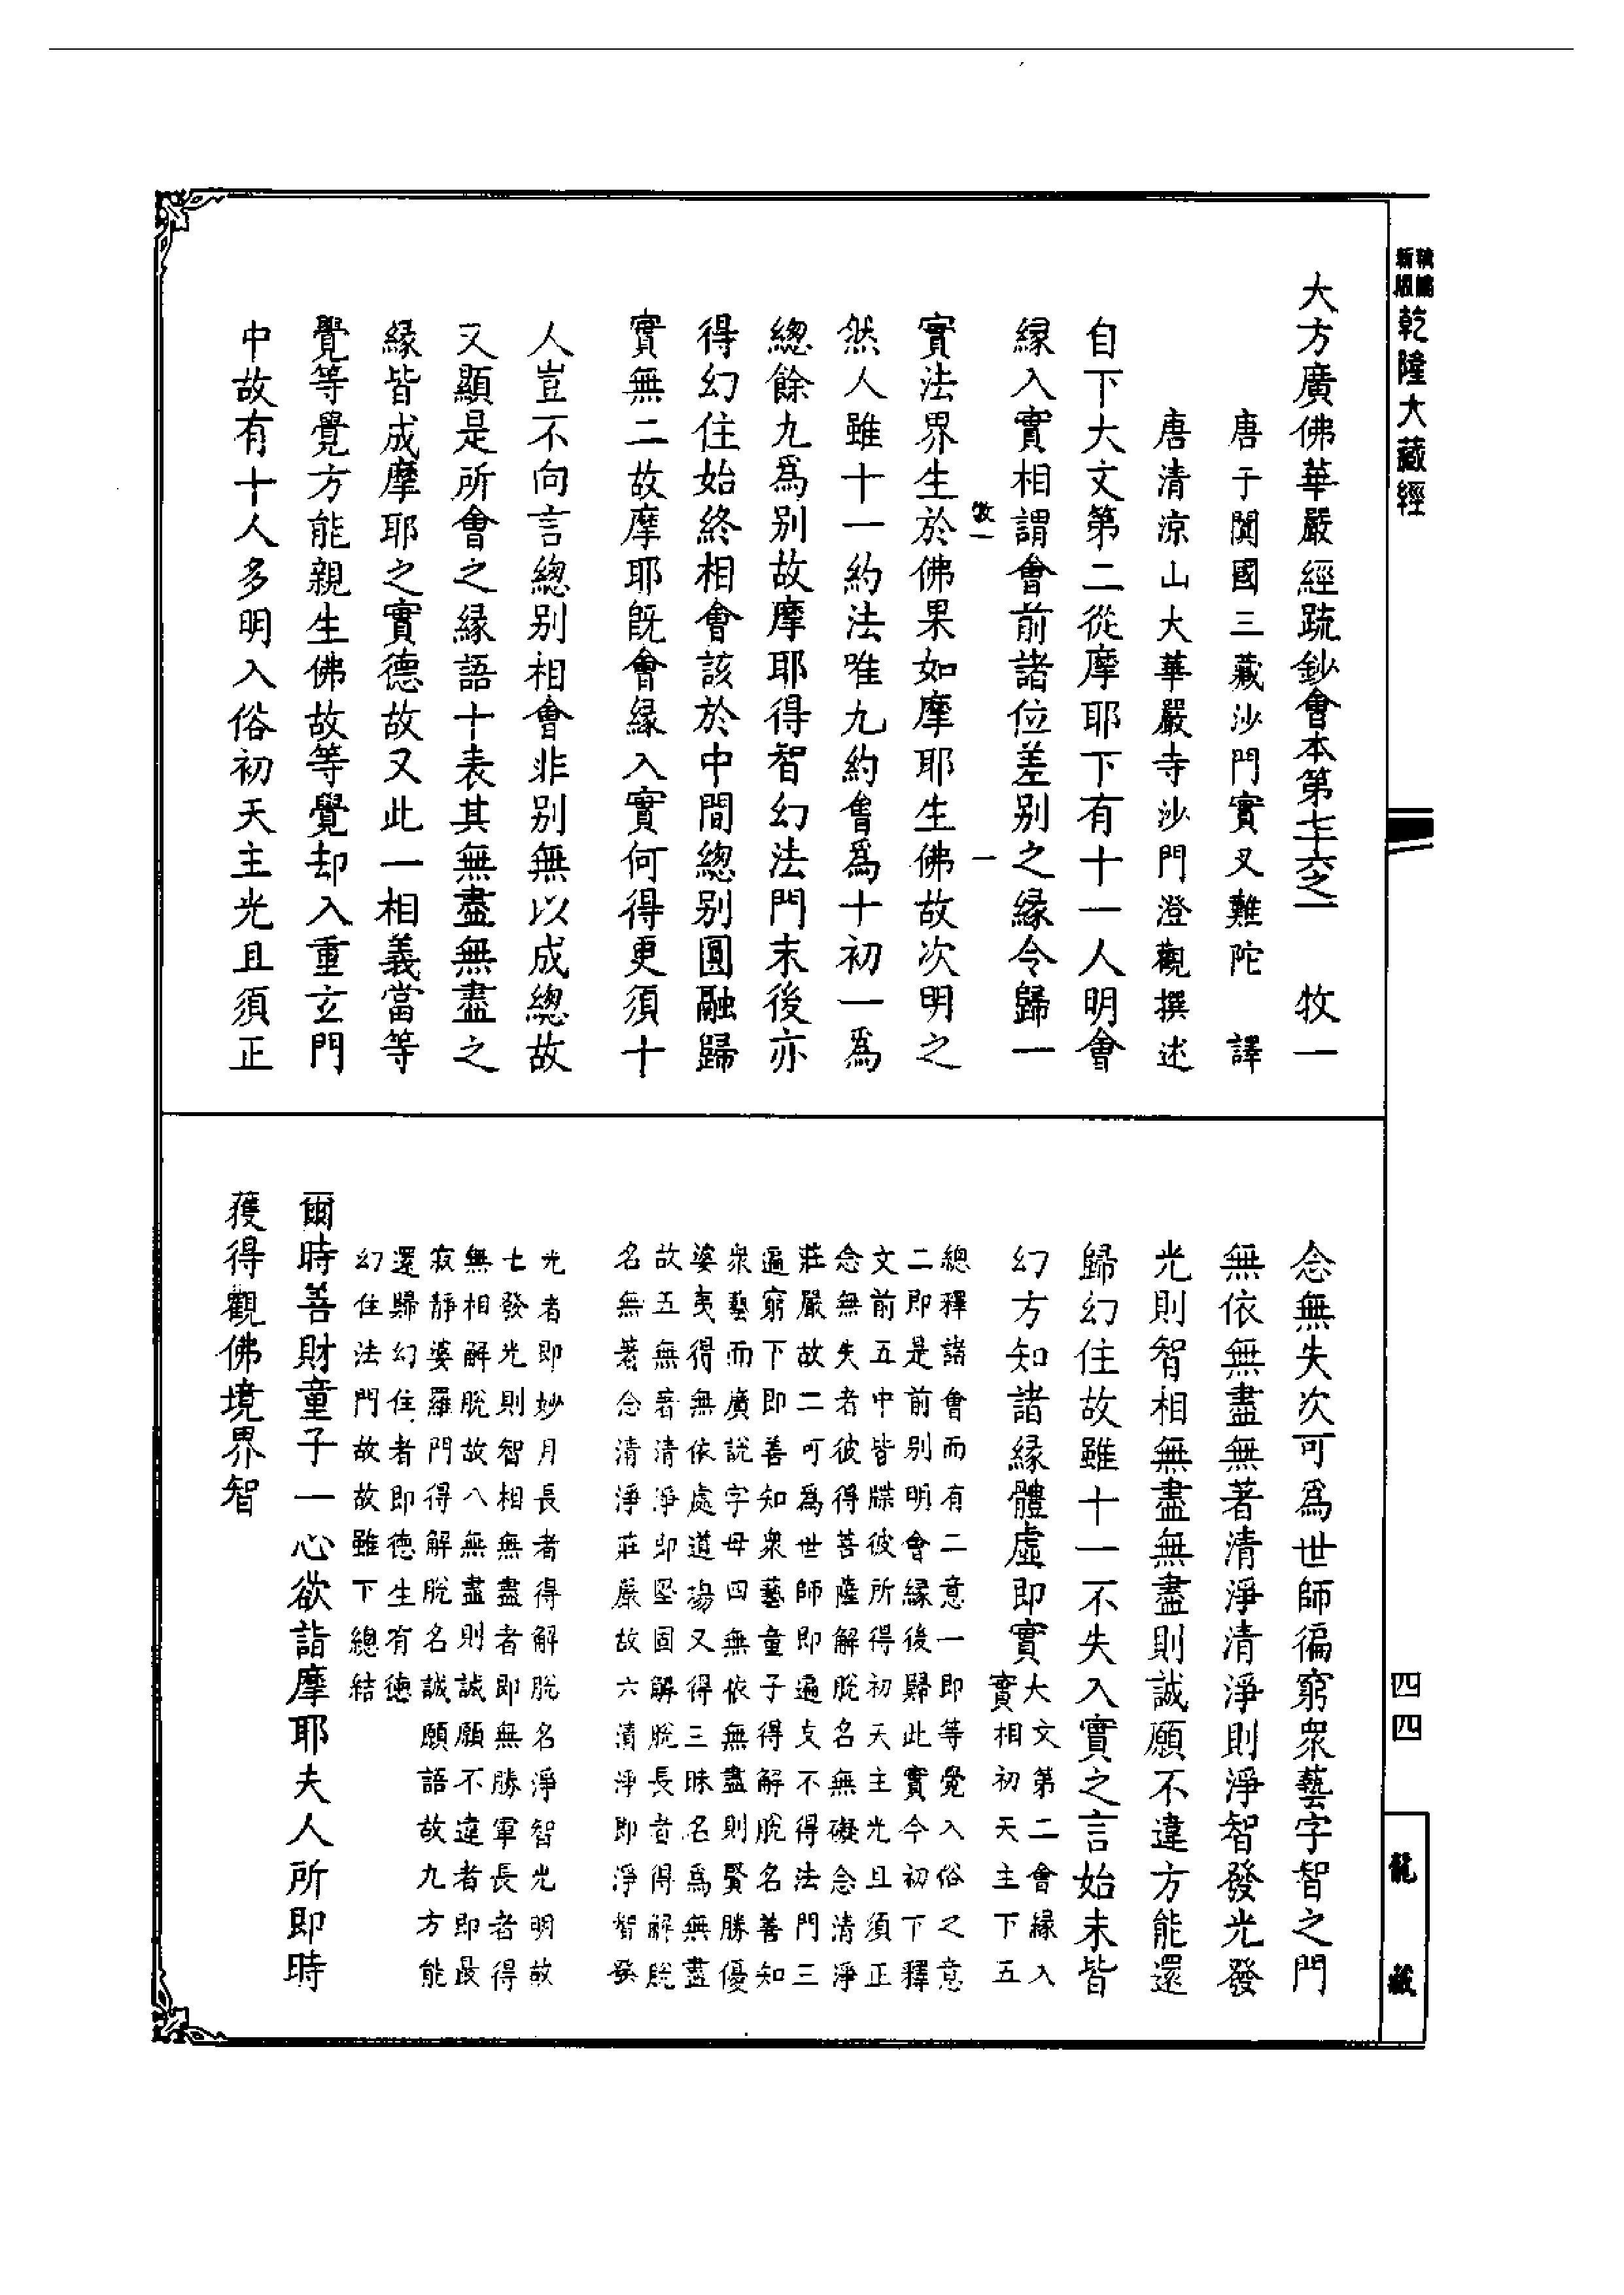 新編
新版
乾隆大藏經
大方廣佛華嚴經疏鈔會本第七十六之一　牧一
唐于闐國三藏沙門實叉難陀　譯
唐清涼山大華嚴寺沙門澄觀撰述
自下大文第二從摩耶下有十一人明會
緣入實相謂會前諸位差別之緣令歸一
牧一　一
實法界生於佛果如摩耶生佛故次明之
然人雖十一約法唯九約會爲十初一爲
總餘九爲別故摩耶得智幻法門末後亦
得幻住始終相會該於中間總別圓融歸
實無二故摩耶既會緣入實何得更須十
人豈不向言總別相會非別無以成總故
又顯是所會之緣語十表其無盡無盡之
緣皆成摩耶之實德故又此一相義當等
覺等覺方能親生佛故等覺却入重玄門
中故有十人多明入俗初天主光且須正
念無失次可爲世師徧窮眾藝字智之門
無依無盡無著清淨清淨則淨智發光發
光則智相無盡無盡則誠願不違方能還
歸幻住故雖十一不失入實之言始末皆
幻方知諸緣體虛即實
大文第二會緣入
實相初天主下五
總釋諸會而有二意一即等覺入俗之意
二即是前別明會緣後歸此實今初下釋
文前五中皆牒彼所得初天主光且須正
念無失者彼得菩薩解脫名無礙念清淨
莊嚴故二可爲世師即遍友不得法門三
遍窮下即善知眾藝童子得解脫名善知
眾藝而廣說字母四無依無盡則賢勝優
婆夷得無依處道場又得三昧名爲無盡
故五無著清淨即堅固解脫長者得解脫
名無著念清淨莊嚴故六清淨即淨智發
光者即妙月長者得解脫名淨智光明故
七發光則智相無盡者即無勝軍長者得
無相解脫故八無盡則誠願不違者即最
寂靜婆羅門得解脫名誠願語故九方能
還歸幻住者即德生有德
幻住法門故故雖下總結
爾時善財童子一心欲詣摩耶夫人所即時
獲得觀佛境界智
四四
龍藏